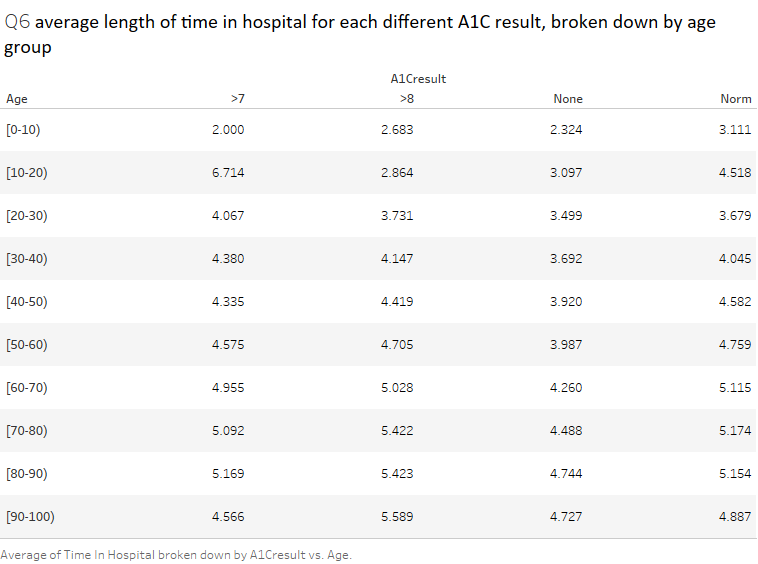 Q6 average length of time in hospital for each different A1C result, broken down by age
group
A1Cresult
Age >7 >8 None Norm
[0-10) 2.000 2.683 2.324 3.111
[10-20) 6.714 2.864 3.097 4.518
[20-30) 4.067 3.731 3.499 3.679
[30-40) 4.380 4.147 3.692 4.045
[40-50) 4.335 4.419 3.920 4.582
[50-60) 4.575 4.705 3.987 4.759
[60-70) 4.955 5.028 4.260 5.115
[70-80) 5.092 5.422 4.488 5.174
[80-90) 5.169 5.423 4.744 5.154
[90-100) 4.566 5.589 4.727 4.887
Average of Time In Hospital broken down by A1Cresult vs. Age.